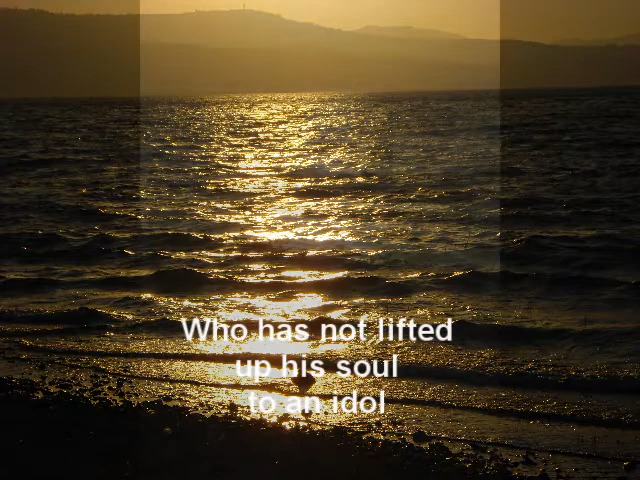 Who has not lifted
up his soul
to an idol